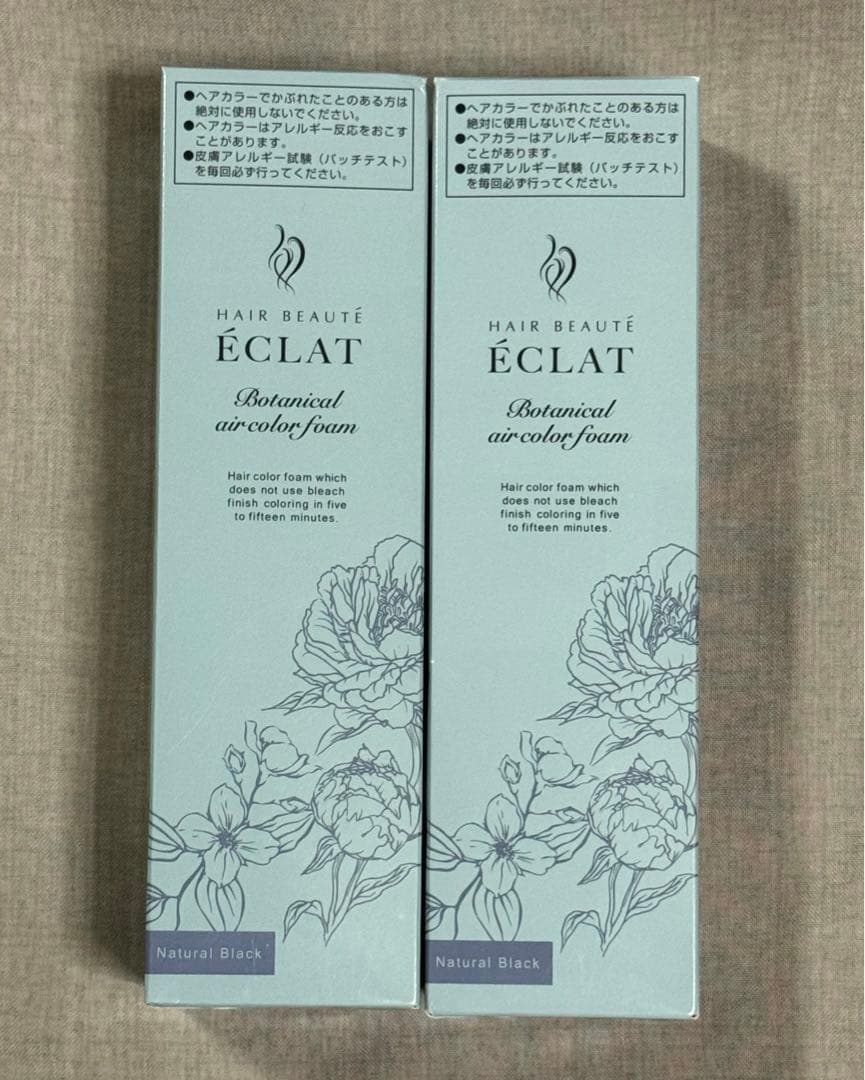 ●ヘアカラーでかぶれたことのある方は
絶対に使用しないでください。
●ヘアカラーはアレルギー反応をおこす
ことがあります。
●皮膚アレルギー試験（パッチテスト）
を毎回必ず行ってください。
HAIR BEAUTÉ
ÉCLAT
Botanical
air color foam
Hair color foam which
does not use bleach
finish coloring in five
to fifteen minutes.
Natural Black
●ヘアカラーでかぶれたことのある方は
絶対に使用しないでください。
●ヘアカラーはアレルギー反応をおこす
ことがあります。
●皮膚アレルギー試験（パッチテスト）
を毎回必ず行ってください。
HAIR BEAUTÉ
ÉCLAT
Botanical
air color foam
Hair color foam which
does not use bleach
finish coloring in five
to fifteen minutes.
Natural Black